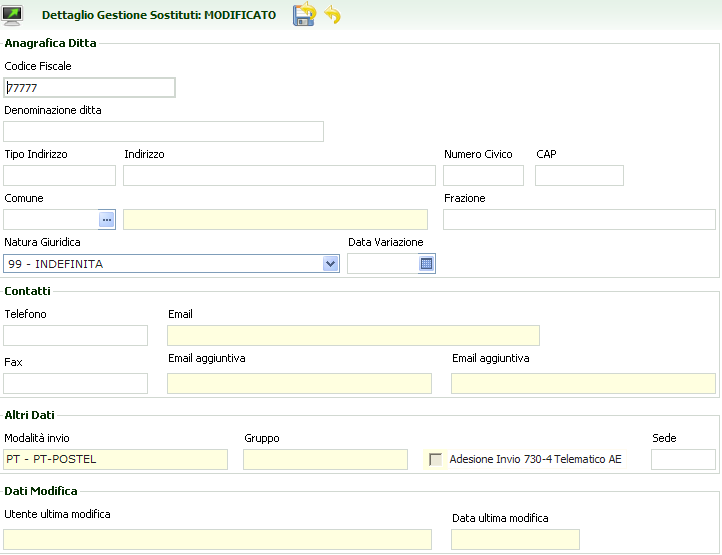 Dettaglio Gestione Sostituti: MODIFICATO
Anagrafica Ditta
Codice Fiscale
77777
Denominazione ditta
Tipo Indirizzo Indirizzo Numero Civico CAP
Comune Frazione
...
Natura Giuridica Data Variazione
99 - INDEFINITA
Contatti
Telefono Email
Fax Email aggiuntiva Email aggiuntiva
Altri Dati
Modalità invio Gruppo Sede
PT - PT-POSTEL Adesione Invio 730-4 Telematico AE
Dati Modifica
Utente ultima modifica Data ultima modifica